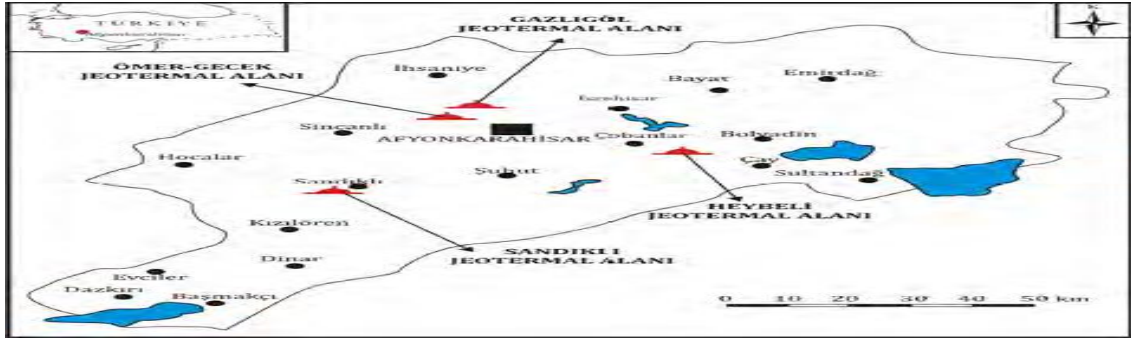 TÜRKİYE
Afyonkarahisar
GAZLIGÖL
JEOTERMAL ALANI
K
ÖMER-GECEK
JEOTERMAL ALANI
İhsaniye
Bayat
Emirdağ
İscehisar
Sincanlı
AFYONKARAHİSAR
Çobanlar
Bolvadin
Hocalar
Çay
Şuhut
Sultandağ
Sandıklı
HEYBELİ
JEOTERMAL ALANI
Kızılören
SANDIKLI
JEOTERMAL ALANI
Dinar
Evciler
Dazkırı
Başmakçı
0 10 20 30 40 50 km